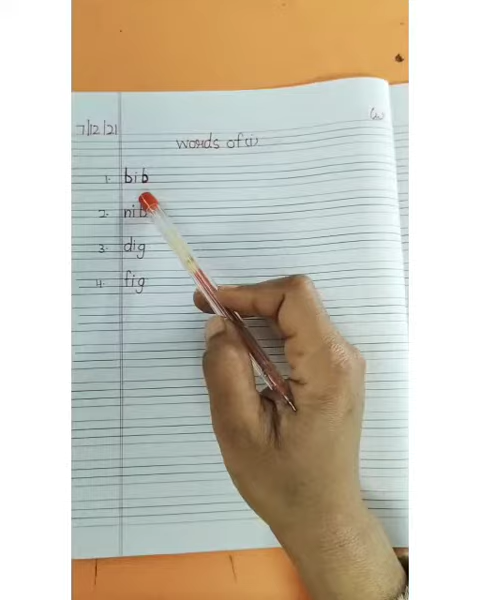 7/12/21
words of (i)
1. bib
2. nib
3. dig
4. fig